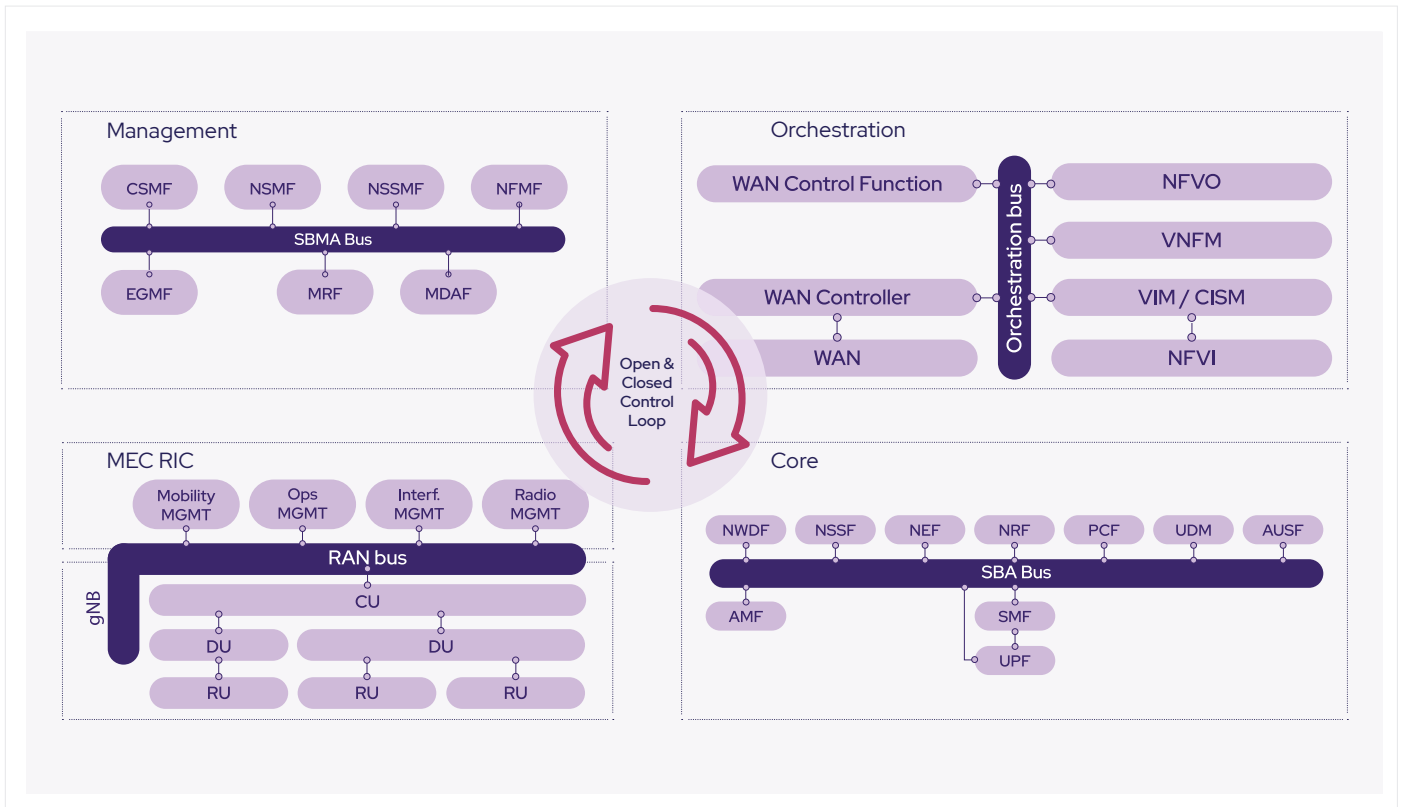 Management
CSMF
NSMF
NSSMF
NFMF
SBMA Bus
EGMF
MRF
MDAF
Orchestration
WAN Control Function
NFVO
VNFM
Orchestration bus
WAN Controller
VIM / CISM
WAN
NFVI
Open &
Closed
Control
Loop
MEC RIC
Mobility
MGMT
Ops
MGMT
Interf.
MGMT
Radio
MGMT
RAN bus
gNB
CU
DU
DU
RU
RU
RU
Core
NWDF
NSSF
NEF
NRF
PCF
UDM
AUSF
SBA Bus
AMF
SMF
UPF